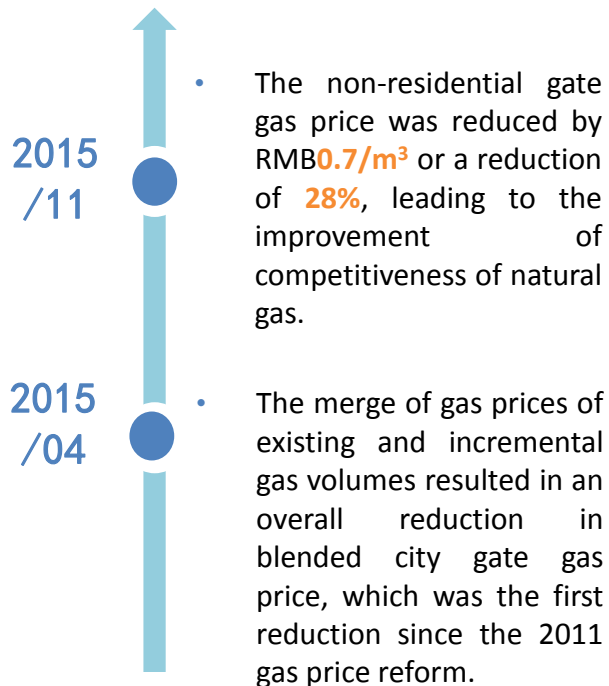 2015
/11
• The non-residential gate
gas price was reduced by
RMB0.7/m³ or a reduction
of 28%, leading to the
improvement of
competitiveness of natural
gas.
2015
/04
• The merge of gas prices of
existing and incremental
gas volumes resulted in an
overall reduction in
blended city gate gas
price, which was the first
reduction since the 2011
gas price reform.